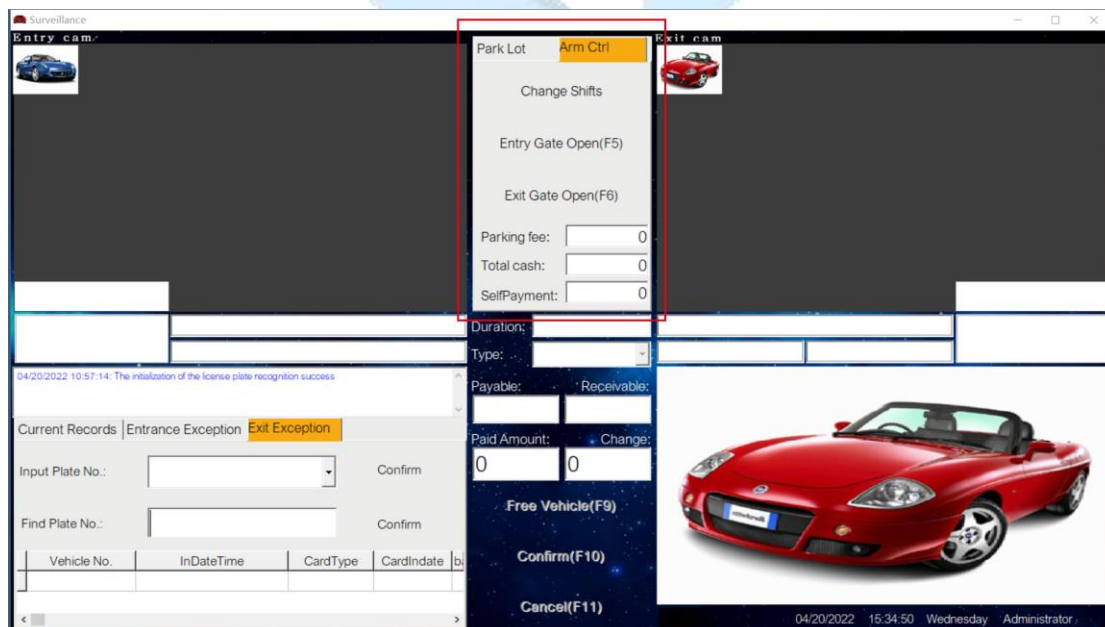 Surveillance
Entry cam
Park Lot
Arm Ctrl
Exit cam
Change Shifts
Entry Gate Open(F5)
Exit Gate Open(F6)
Parking fee: 0
Total cash: 0
SelfPayment: 0
Duration:
Type:
04/20/2022 10:57:14: The initialization of the license plate recognition success
Payable: Receivable:
Current Records Entrance Exception Exit Exception
Paid Amount: Change:
0 0
Input Plate No.: Confirm
Find Plate No.: Confirm
Free Vehicle(F9)
Confirm(F10)
Cancel(F11)
Vehicle No. InDateTime CardType CardIndate
04/20/2022 15:34:50 Wednesday Administrator